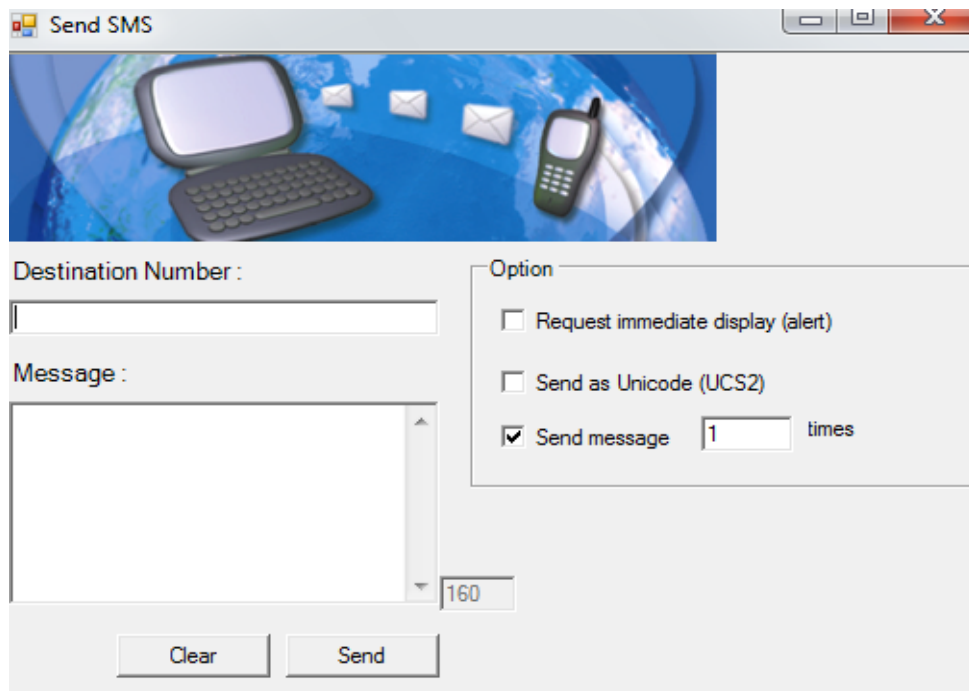 Send SMS
Destination Number :
Message :
160
Clear
Send
Option
Request immediate display (alert)
Send as Unicode (UCS2)
Send message 1 times